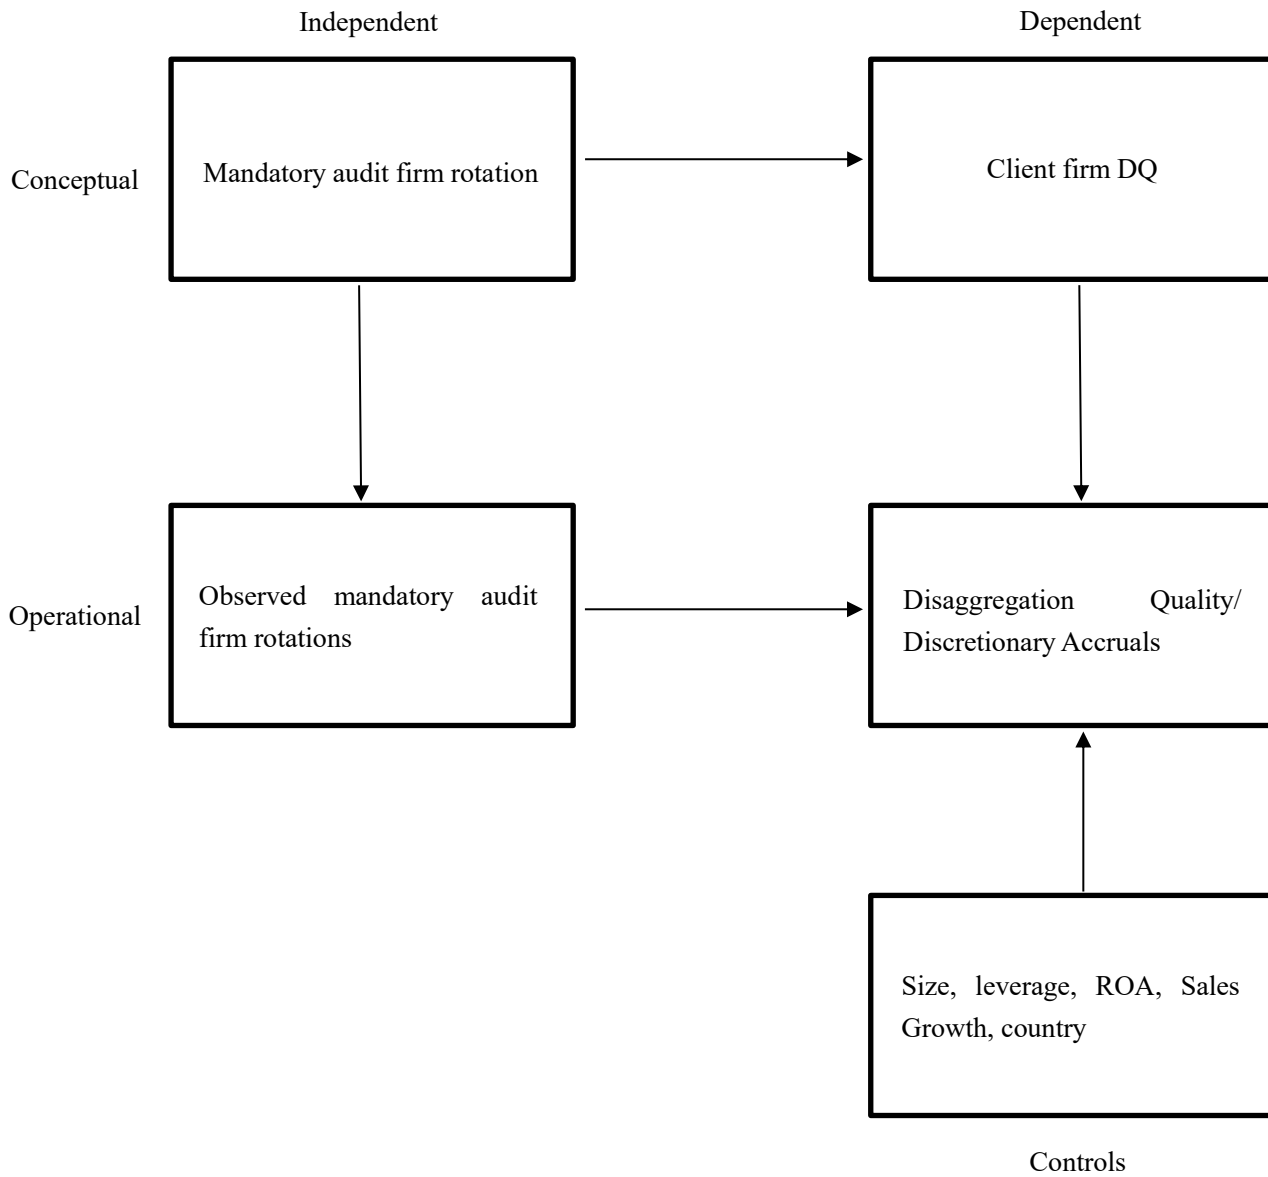 Independent
Dependent
Conceptual
Mandatory audit firm rotation
Client firm DQ
Operational
Observed mandatory audit
firm rotations
Disaggregation Quality/
Discretionary Accruals
Size, leverage, ROA, Sales
Growth, country
Controls